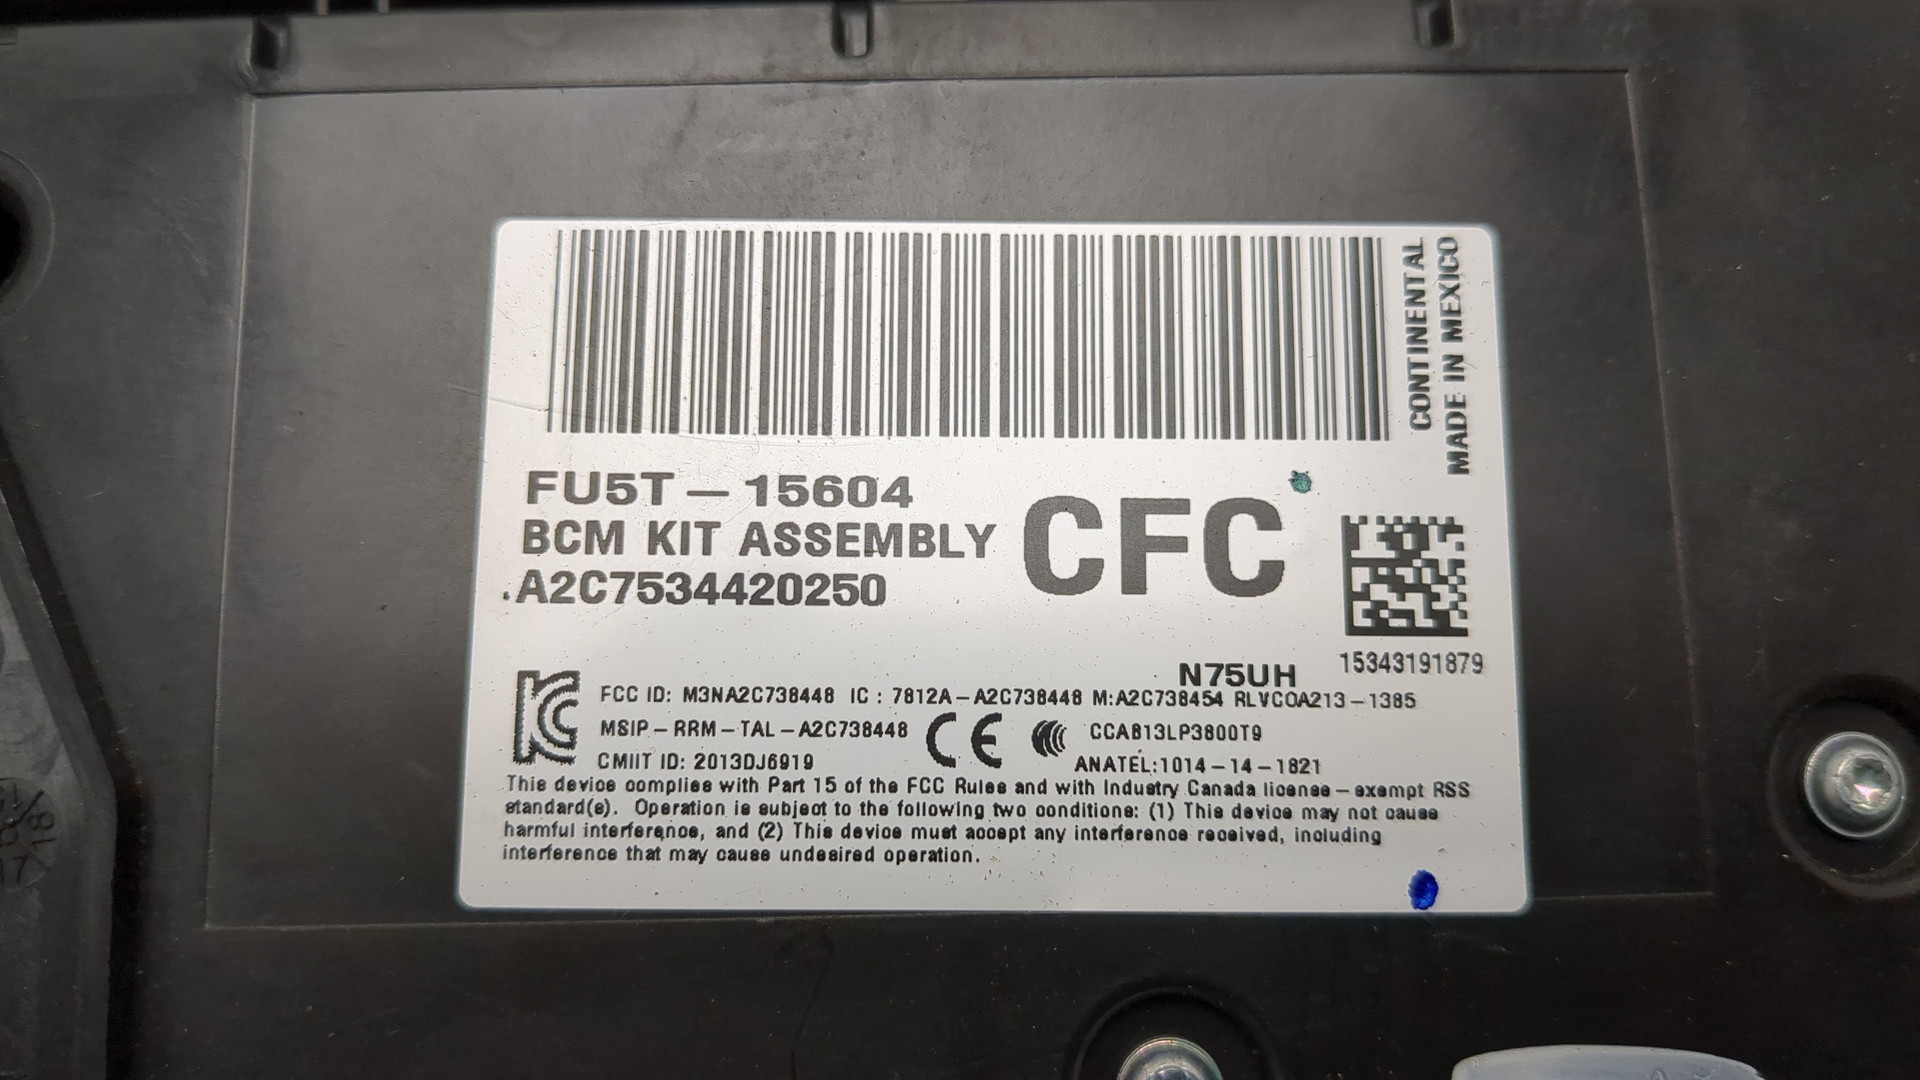 CONTINENTAL
MADE IN MEXICO
FU5T-15604
BCM KIT ASSEMBLY
CFC
A2C7534420250
15343191879
N75UH
FCC ID: M3NA2C738448 IC: 7812A-A2C738448 M:A2C738454 RLVCOA213-1385
MSIP-RRM-TAL-A2C738448 CE CCAB13LP3800T9
CMIIT ID: 2013DJ6919 ANATEL:1014-14-1821
This device complies with Part 15 of the FCC Rules and with Industry Canada license-exempt RSS
standard(s). Operation is subject to the following two conditions: (1) This device may not cause
harmful interference, and (2) This device must accept any interference received, including
interference that may cause undesired operation.